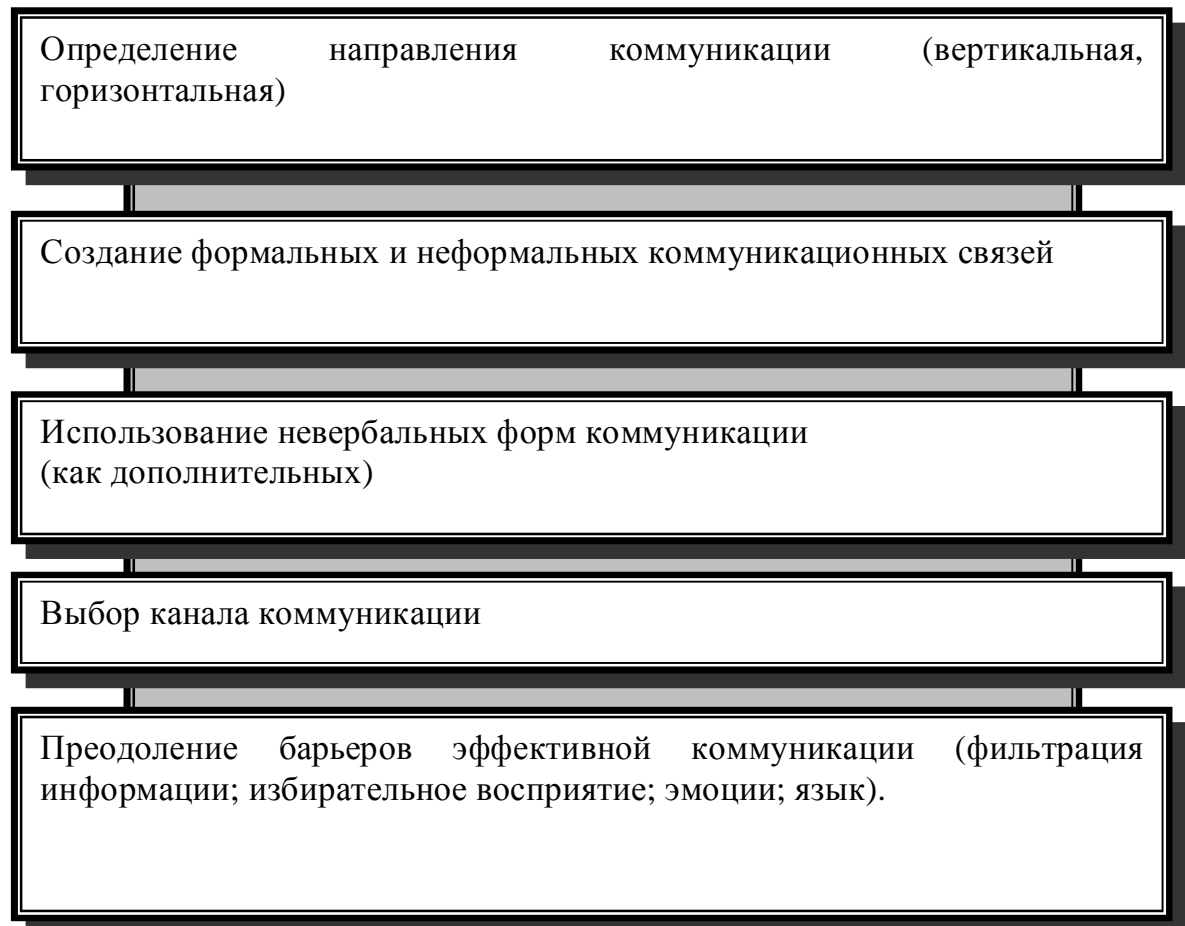 Определение направления коммуникации (вертикальная,
горизонтальная)
Создание формальных и неформальных коммуникационных связей
Использование невербальных форм коммуникации
(как дополнительных)
Выбор канала коммуникации
Преодоление барьеров эффективной коммуникации (фильтрация
информации; избирательное восприятие; эмоции; язык).